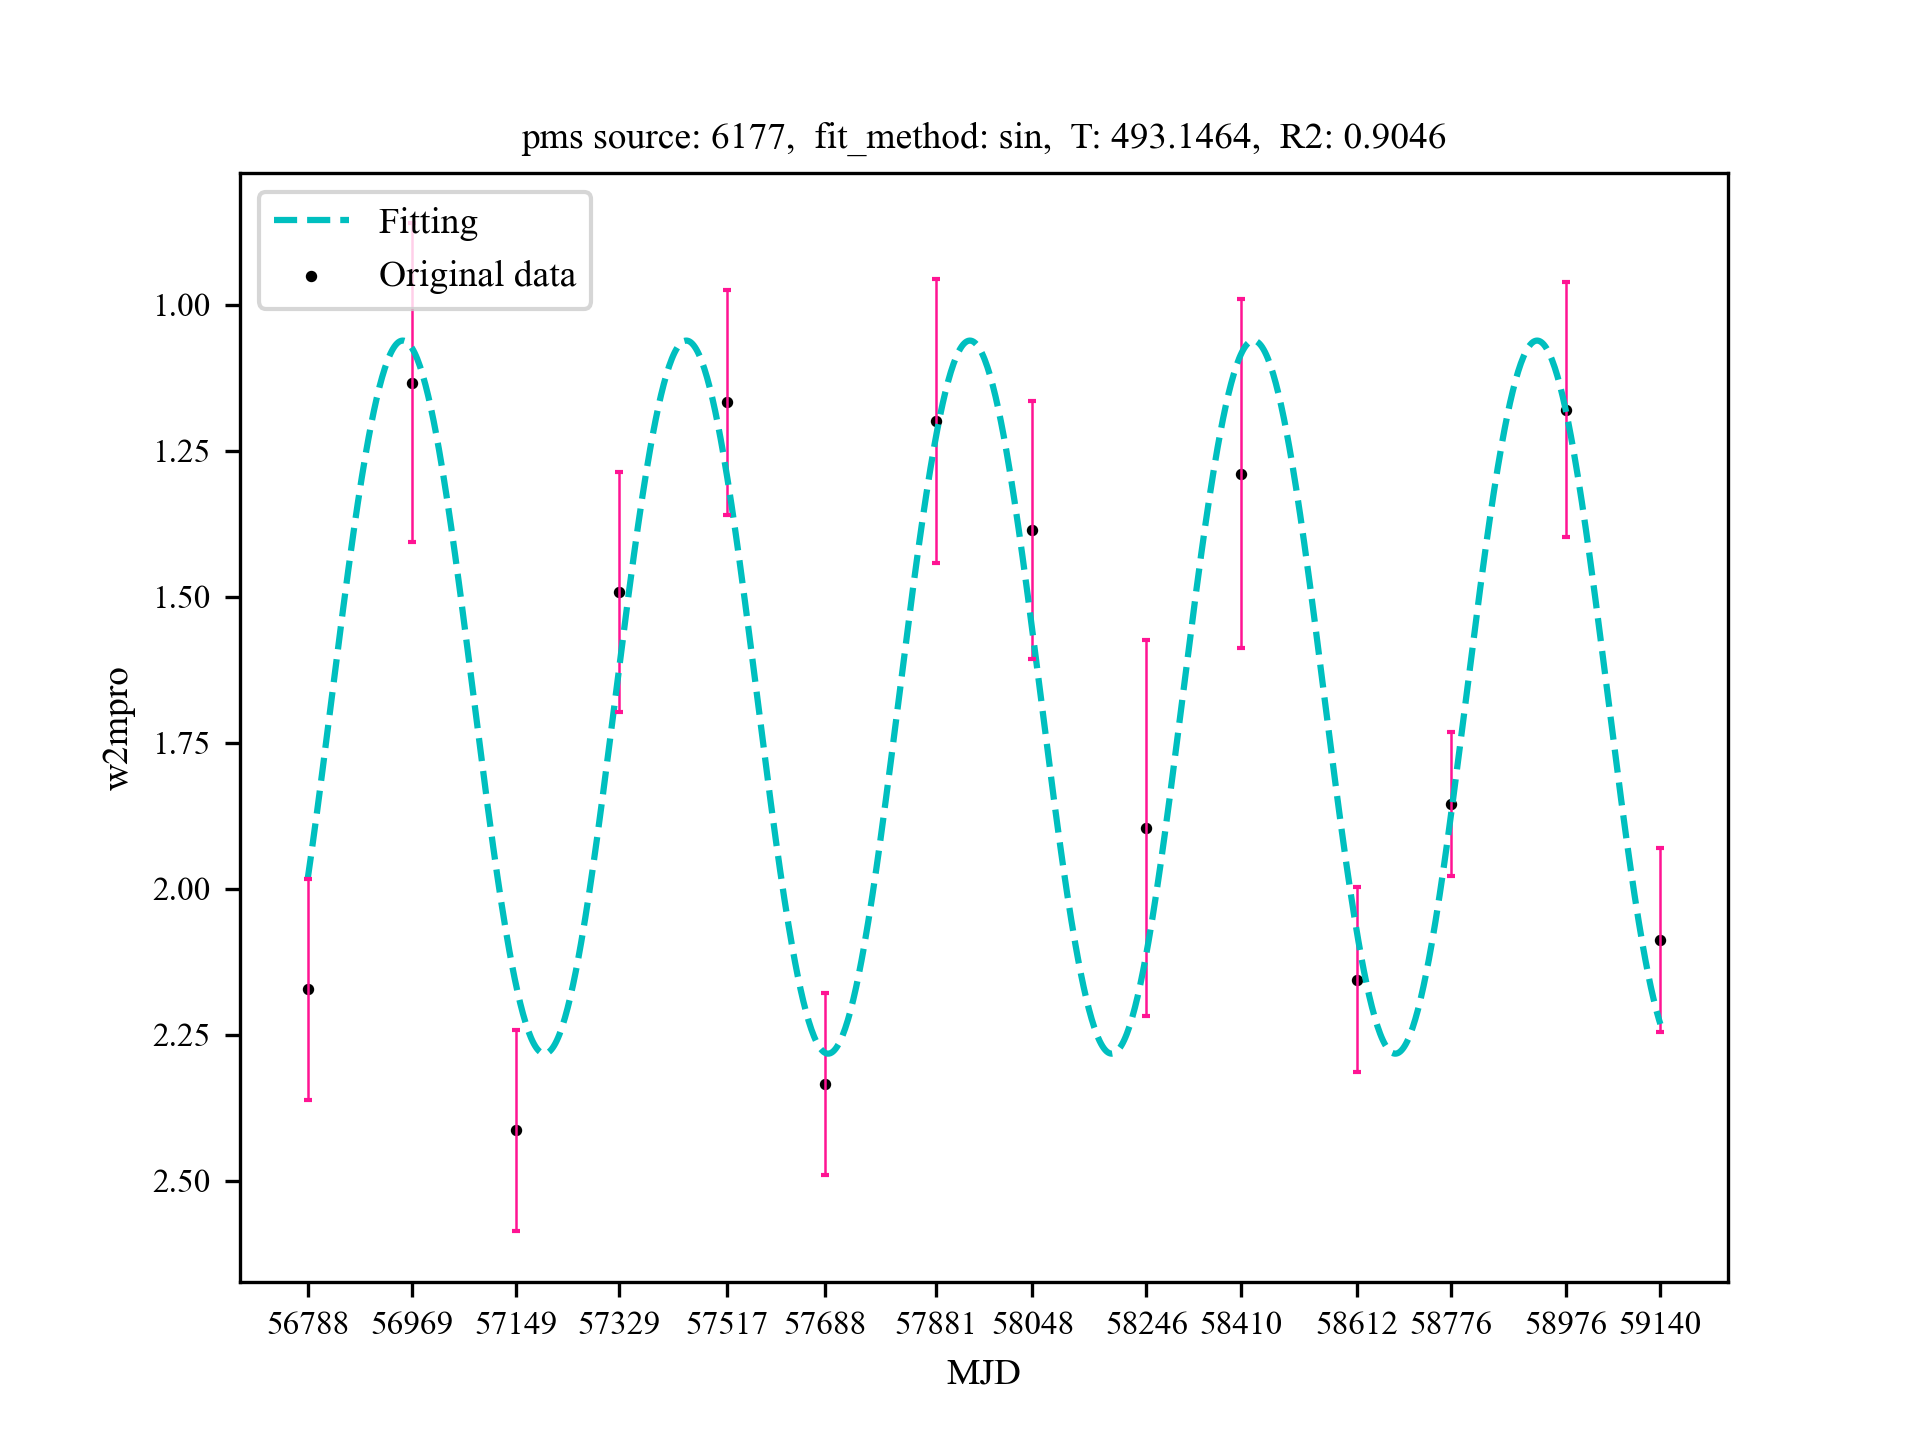 pms source: 6177, fit_method: sin, T: 493.1464, R2: 0.9046
Fitting
Original data
1.00
1.25
1.50
1.75
2.00
2.25
2.50
w2mpro
56788 56969 57149 57329 57517 57688 57881 58048 58246 58410 58612 58776 58976 59140
MJD